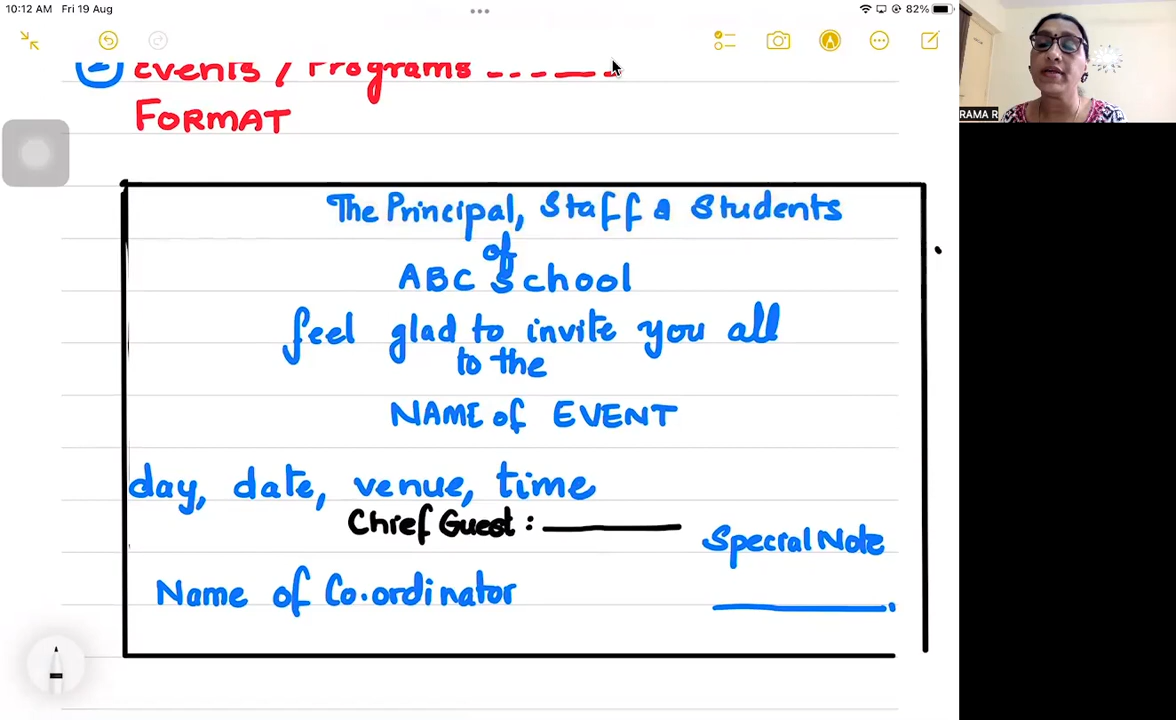 10:12 AM Fri 19 Aug
82%
2 Events / Programs
FORMAT
RAMA R
The Principal, Staff & Students
of
ABC School
feel glad to invite you all
to the
NAME of EVENT
day, date, venue, time
Chief Guest :
Special Note
Name of Co.ordinator